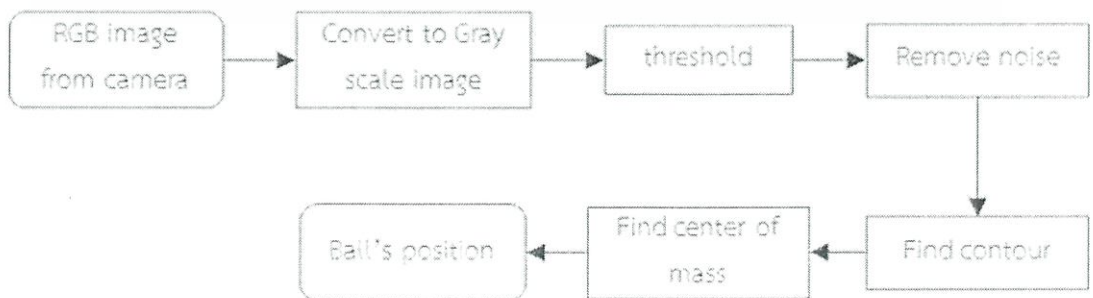 RGB image
from camera
Convert to Gray
scale image
threshold
Remove noise
Find contour
Find center of
mass
Ball's position